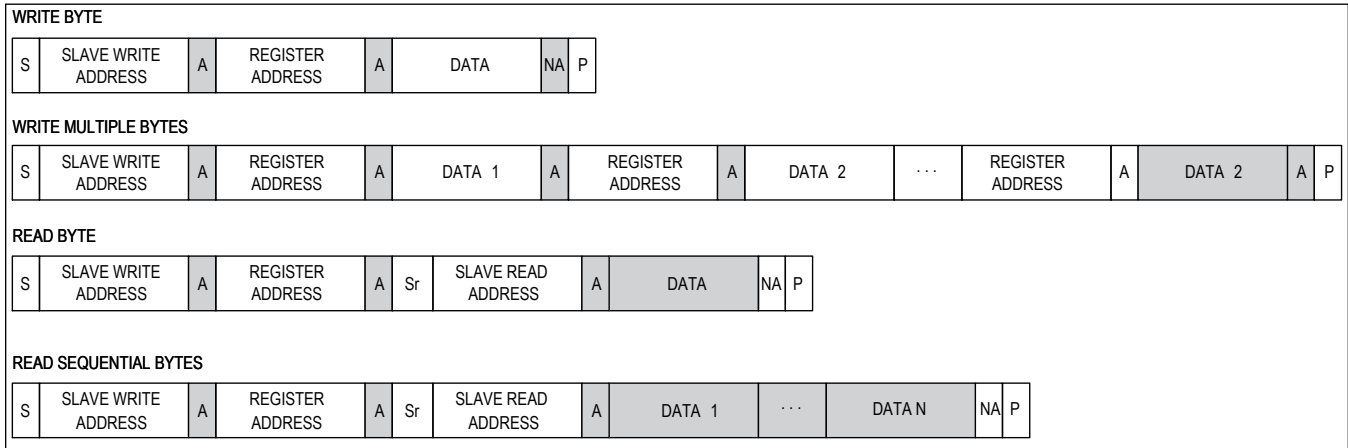 WRITE BYTE
S SLAVE WRITE ADDRESS A REGISTER ADDRESS A DATA NA P
WRITE MULTIPLE BYTES
S SLAVE WRITE ADDRESS A REGISTER ADDRESS A DATA 1 A REGISTER ADDRESS A DATA 2 ... REGISTER ADDRESS A DATA 2 A P
READ BYTE
S SLAVE WRITE ADDRESS A REGISTER ADDRESS A Sr SLAVE READ ADDRESS A DATA NA P
READ SEQUENTIAL BYTES
S SLAVE WRITE ADDRESS A REGISTER ADDRESS A Sr SLAVE READ ADDRESS A DATA 1 ... DATA N NA P